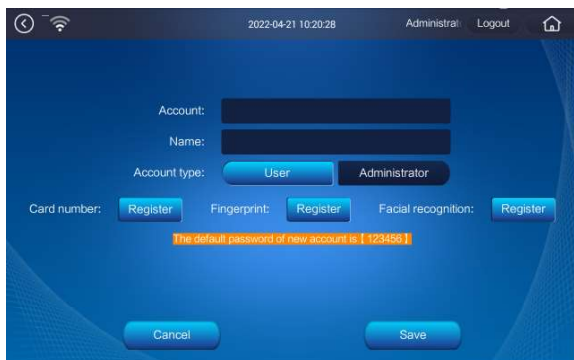 2022-04-21 10:20:28 Administrat Logout
Account:
Name:
Account type: User Administrator
Card number: Register Fingerprint: Register Facial recognition: Register
The default password of new account is【123456】
Cancel Save